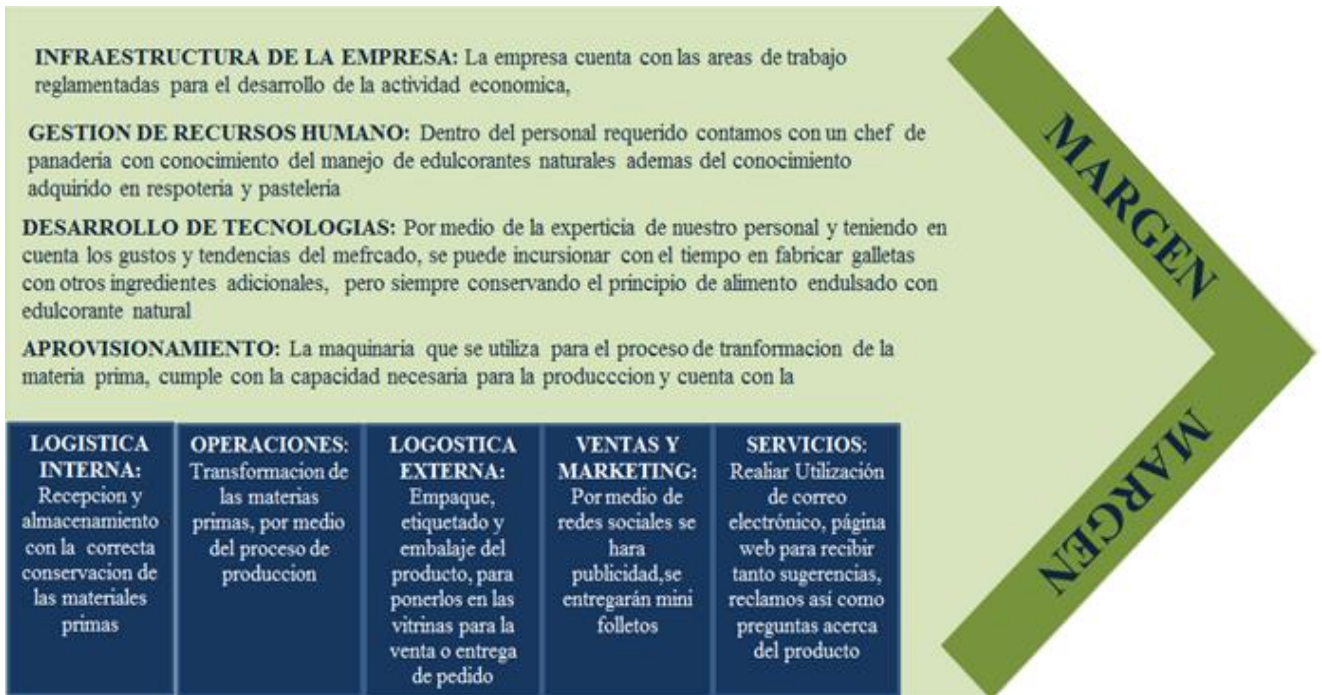 INFRAESTRUCTURA DE LA EMPRESA: La empresa cuenta con las areas de trabajo
reglamentadas para el desarrollo de la actividad economica,
GESTION DE RECURSOS HUMANO: Dentro del personal requerido contamos con un chef de
panaderia con conocimiento del manejo de edulcorantes naturales ademas del conocimiento
adquirido en respoteria y pasteleria
DESARROLLO DE TECNOLOGIAS: Por medio de la experticia de nuestro personal y teniendo en
cuenta los gustos y tendencias del mefrcado, se puede incursionar con el tiempo en fabricar galletas
con otros ingredientes adicionales, pero siempre conservando el principio de alimento endulsado con
edulcorante natural
APROVISIONAMIENTO: La maquinaria que se utiliza para el proceso de tranformacion de la
materia prima, cumple con la capacidad necesaria para la producccion y cuenta con la
MARGEN
MARGEN
LOGISTICA
INTERNA:
Recepcion y
almacenamiento
con la correcta
conservacion de
las materiales
primas
OPERACIONES:
Transformacion de
las materias
primas, por medio
del proceso de
produccion
LOGOSTICA
EXTERNA:
Empaque,
etiquetado y
embalaje del
producto, para
ponerlos en las
vitrinas para la
venta o entrega
de pedido
VENTAS Y
MARKETING:
Por medio de
redes sociales se
hara
publicidad,se
entregarán mini
folletos
SERVICIOS:
Realiar Utilización
de correo
electrónico, página
web para recibir
tanto sugerencias,
reclamos así como
preguntas acerca
del producto